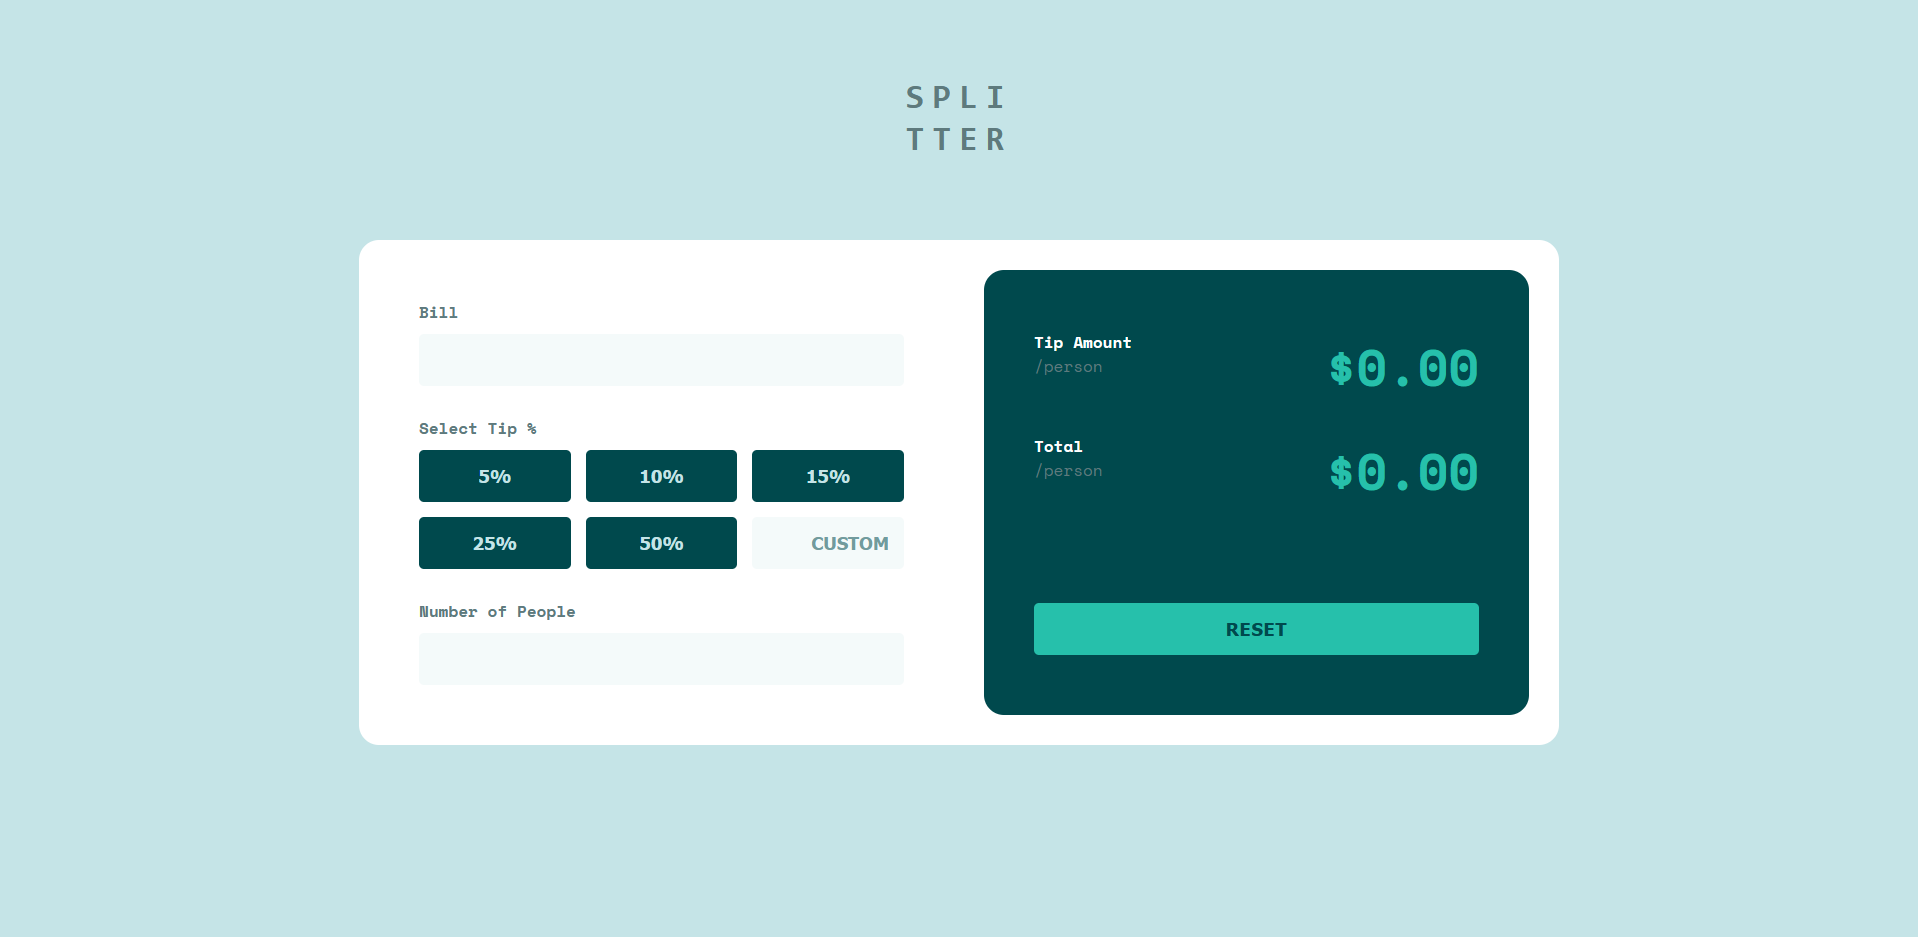 SPLI
TTER
Bill
Select Tip %
5%
10%
15%
25%
50%
CUSTOM
Number of People
Tip Amount
/person
$0.00
Total
/person
$0.00
RESET